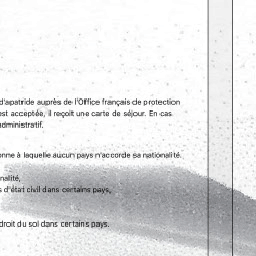 d'apatride auprès de l'Office français de protection
est acceptée, il reçoit une carte de séjour. En cas
administratif.
onne à laquelle aucun pays n'accorde sa nationalité.
nalité,
s d'état civil dans certains pays,
droit du sol dans certains pays.